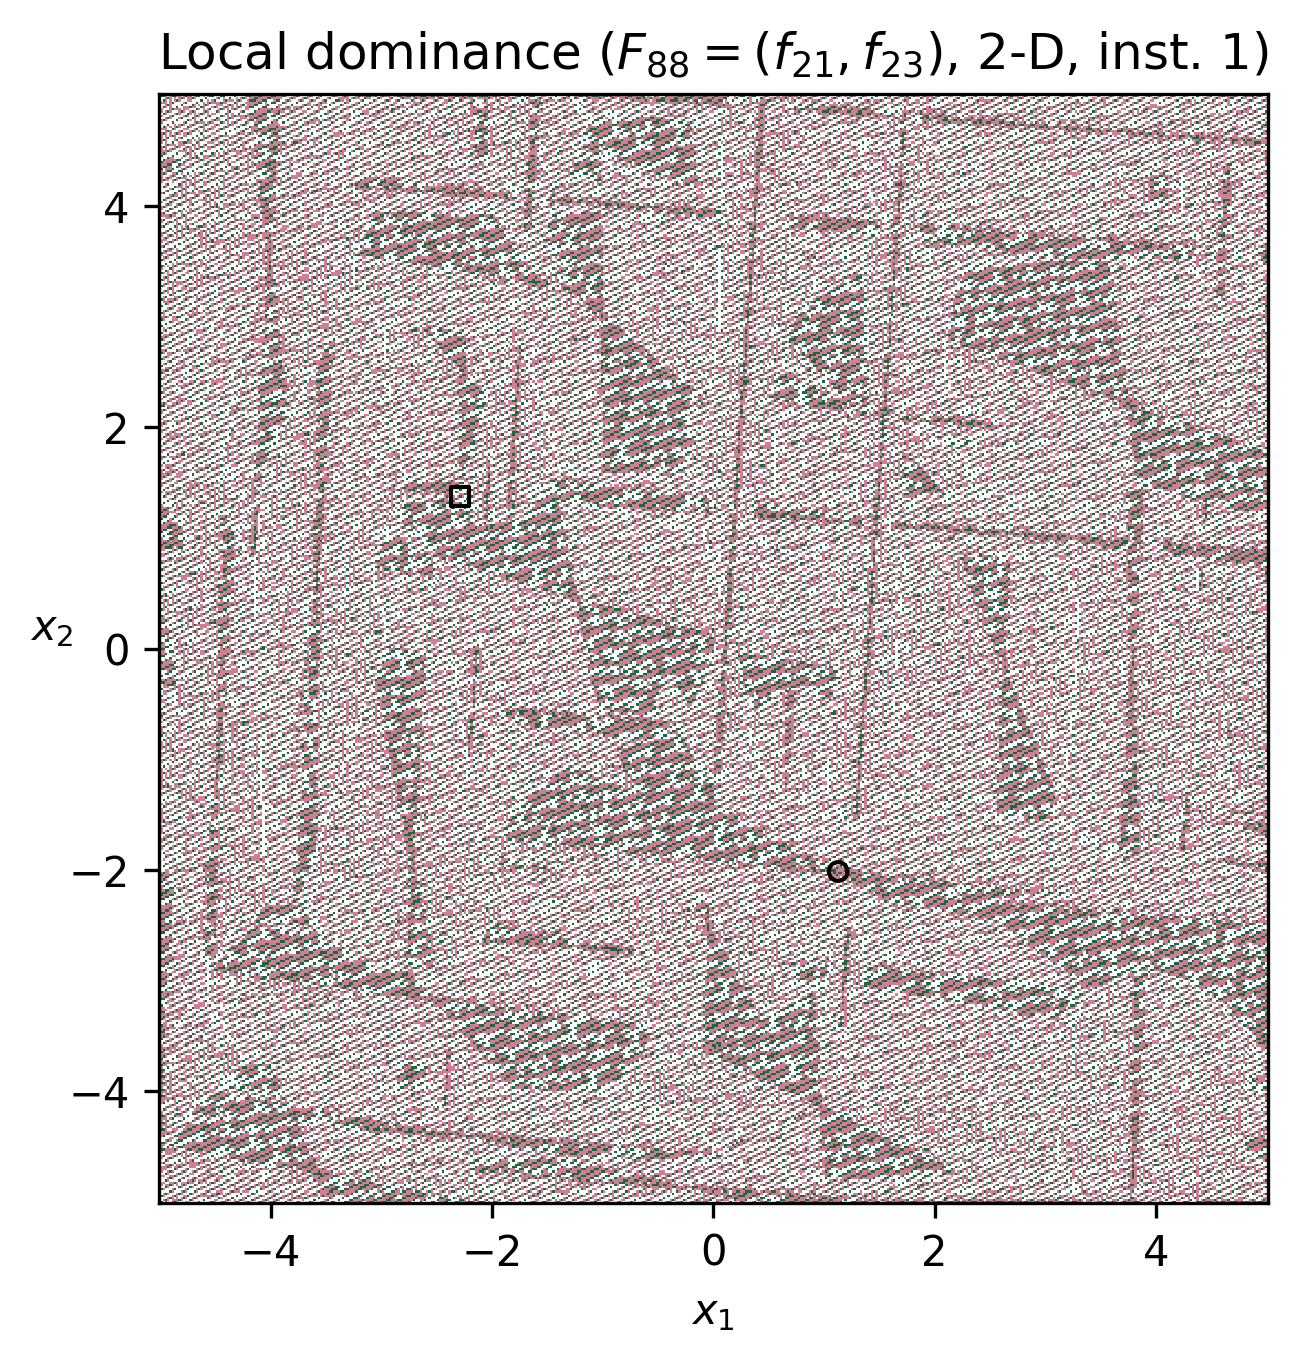 Local dominance (F₈₈ = (f₂₁, f₂₃), 2-D, inst. 1)
4
2
x₂ 0
−2
−4
−4 −2 0 2 4
x₁